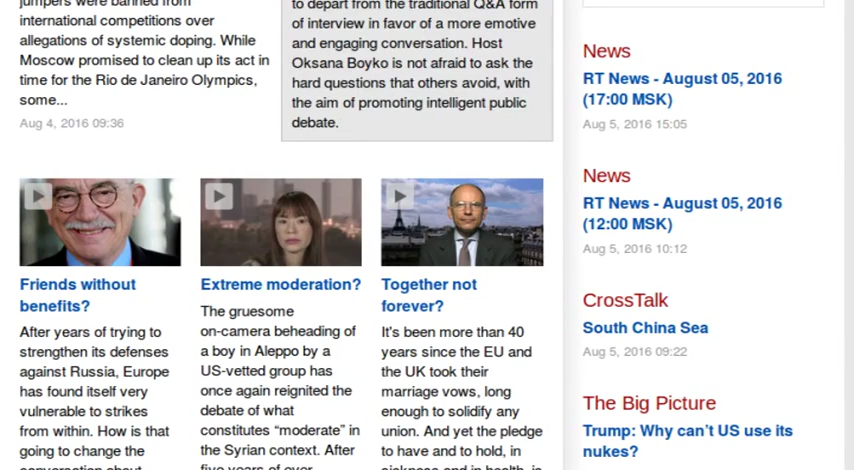 jumpers were banned from
international competitions over
allegations of systemic doping. While
Moscow promised to clean up its act in
time for the Rio de Janeiro Olympics,
some...
Aug 4, 2016 09:36
to depart from the traditional Q&A form
of interview in favor of a more emotive
and engaging conversation. Host
Oksana Boyko is not afraid to ask the
hard questions that others avoid, with
the aim of promoting intelligent public
debate.
Friends without
benefits?
After years of trying to
strengthen its defenses
against Russia, Europe
has found itself very
vulnerable to strikes
from within. How is that
going to change the
conversation about
Extreme moderation?
The gruesome
on-camera beheading of
a boy in Aleppo by a
US-vetted group has
once again reignited the
debate of what
constitutes “moderate” in
the Syrian context. After
five years of over
Together not
forever?
It's been more than 40
years since the EU and
the UK took their
marriage vows, long
enough to solidify any
union. And yet the pledge
to have and to hold, in
sickness and in health, is
News
RT News - August 05, 2016
(17:00 MSK)
Aug 5, 2016 15:05
News
RT News - August 05, 2016
(12:00 MSK)
Aug 5, 2016 10:12
CrossTalk
South China Sea
Aug 5, 2016 09:22
The Big Picture
Trump: Why can’t US use its
nukes?